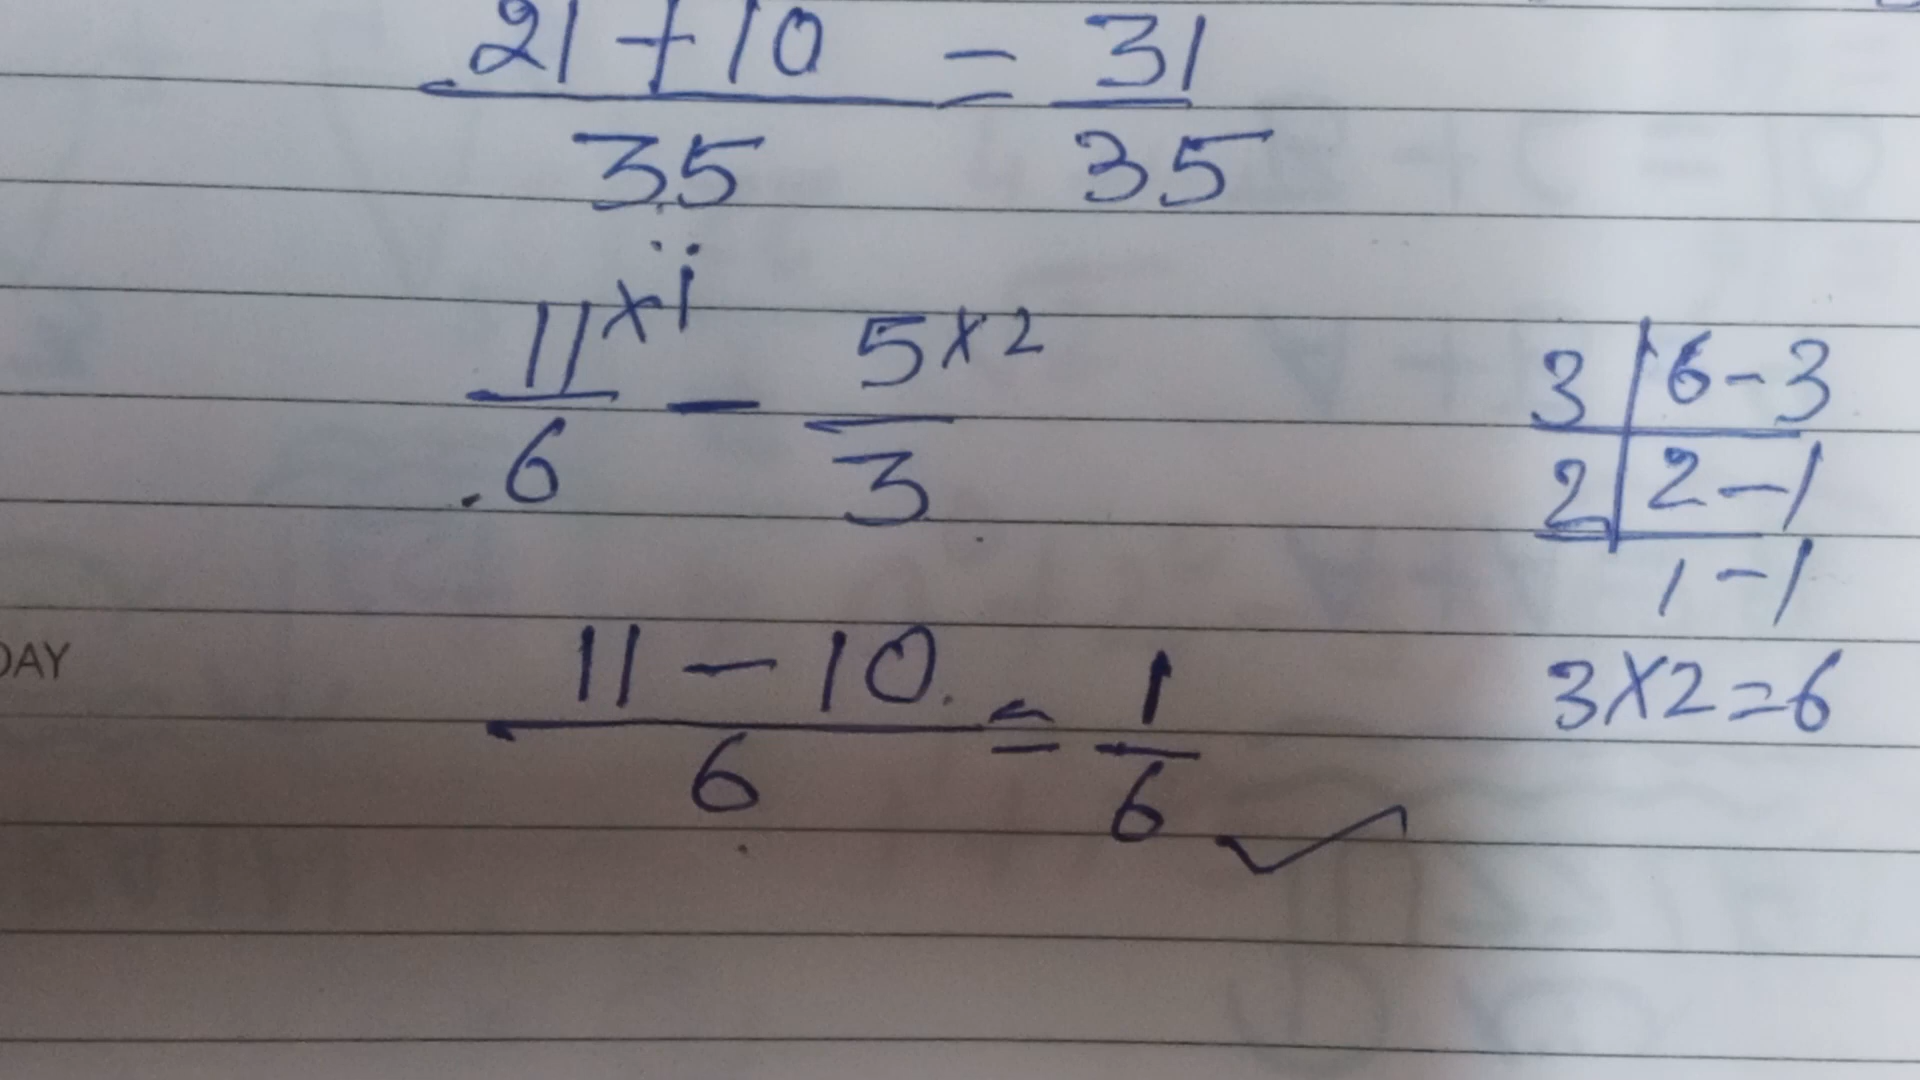 21 + 10 = 31
35 35
11 x 1 - 5 x 2
6 3
3 | 6 - 3
2 | 2 - 1
1 - 1
3 X 2 = 6
DAY
11 - 10 = 1
6 6